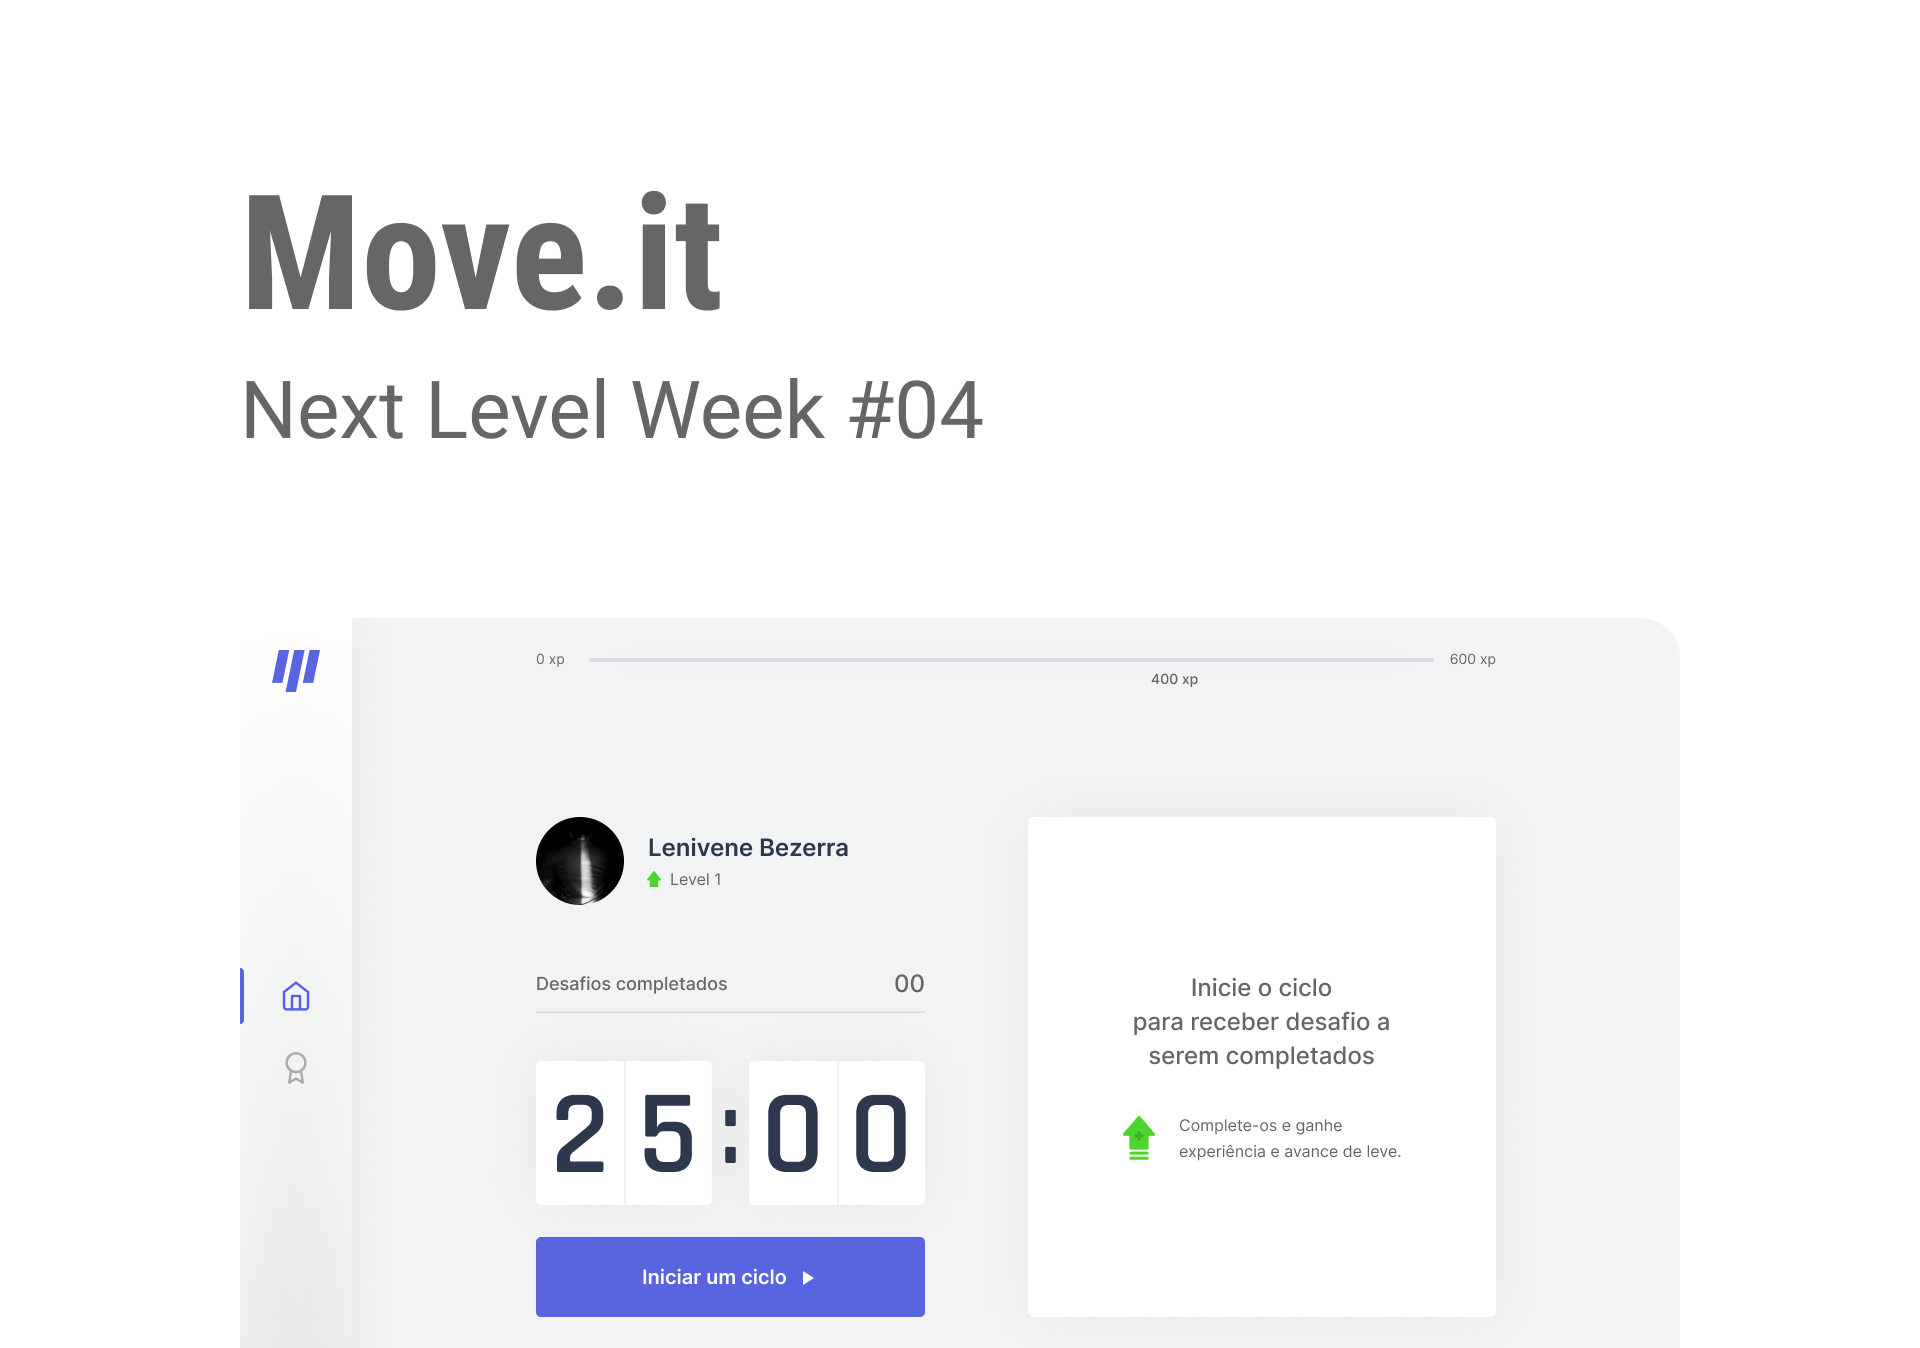 Move.it
Next Level Week #04
0 xp
600 xp
400 xp
Lenivene Bezerra
Level 1
Desafios completados
00
25:00
Iniciar um ciclo
Inicie o ciclo
para receber desafio a
serem completados
Complete-os e ganhe
experiência e avance de leve.